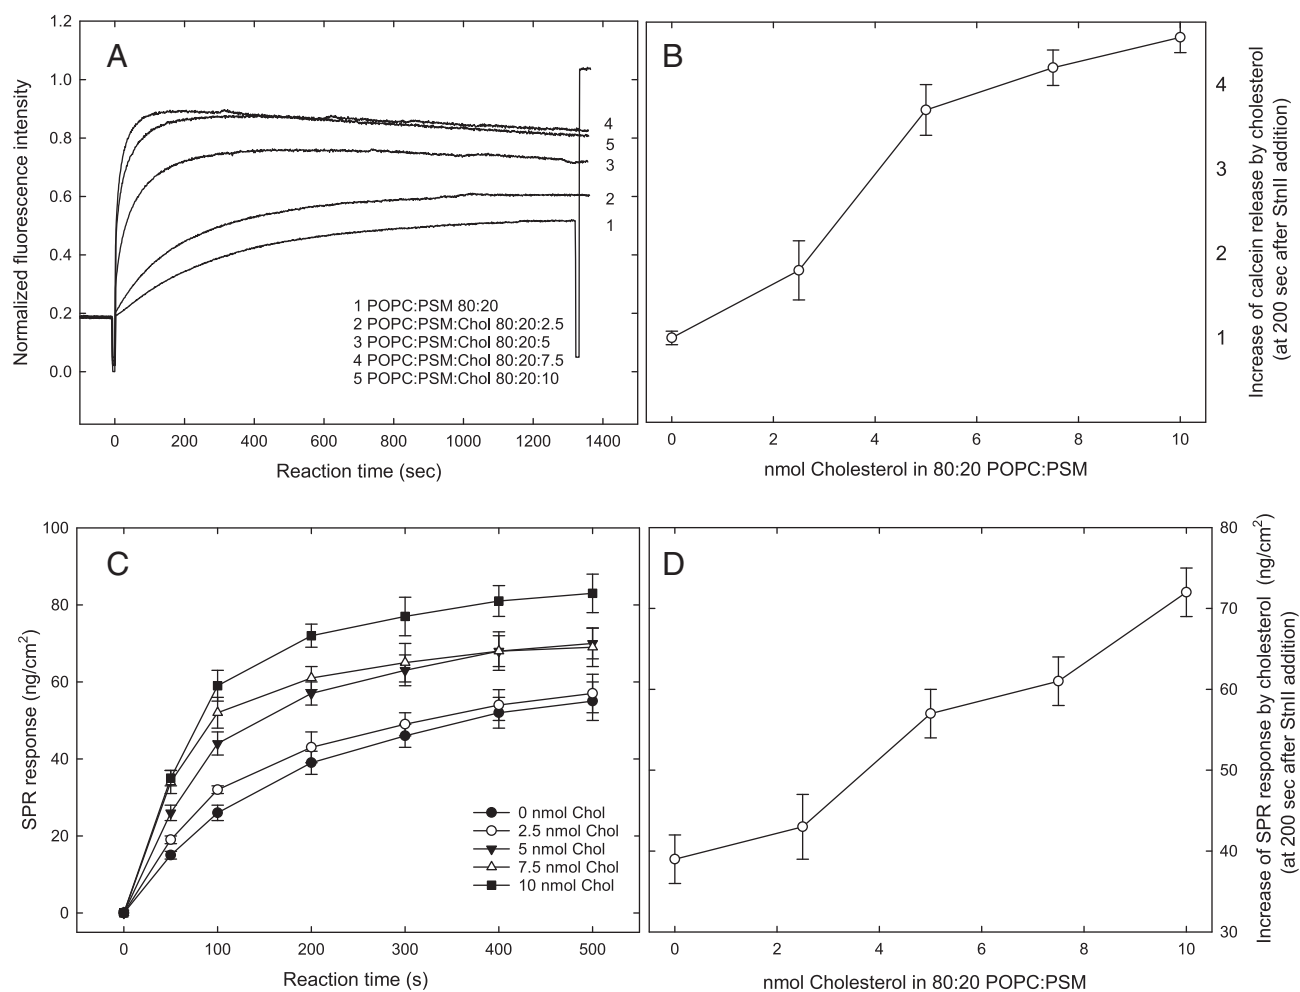 A
Normalized fluorescence intensity
1.2
1.0
0.8
0.6
0.4
0.2
0.0
4
5
3
2
1
1 POPC:PSM 80:20
2 POPC:PSM:Chol 80:20:2.5
3 POPC:PSM:Chol 80:20:5
4 POPC:PSM:Chol 80:20:7.5
5 POPC:PSM:Chol 80:20:10
0 200 400 600 800 1000 1200 1400
Reaction time (sec)
B
4
3
2
1
Increase of calcein release by cholesterol
(at 200 sec after StnII addition)
0 2 4 6 8 10
nmol Cholesterol in 80:20 POPC:PSM
C
SPR response (ng/cm²)
100
80
60
40
20
0
0 nmol Chol
2.5 nmol Chol
5 nmol Chol
7.5 nmol Chol
10 nmol Chol
0 100 200 300 400 500
Reaction time (s)
D
80
70
60
50
40
30
Increase of SPR response by cholesterol (ng/cm²)
(at 200 sec after StnII addition)
0 2 4 6 8 10
nmol Cholesterol in 80:20 POPC:PSM